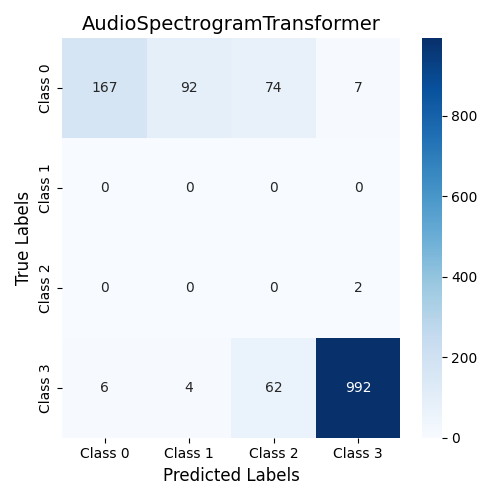 AudioSpectrogramTransformer
True Labels
Class 0
167 92 74 7
Class 1
0 0 0 0
Class 2
0 0 0 2
Class 3
6 4 62 992
Class 0 Class 1 Class 2 Class 3
Predicted Labels
800
600
400
200
0